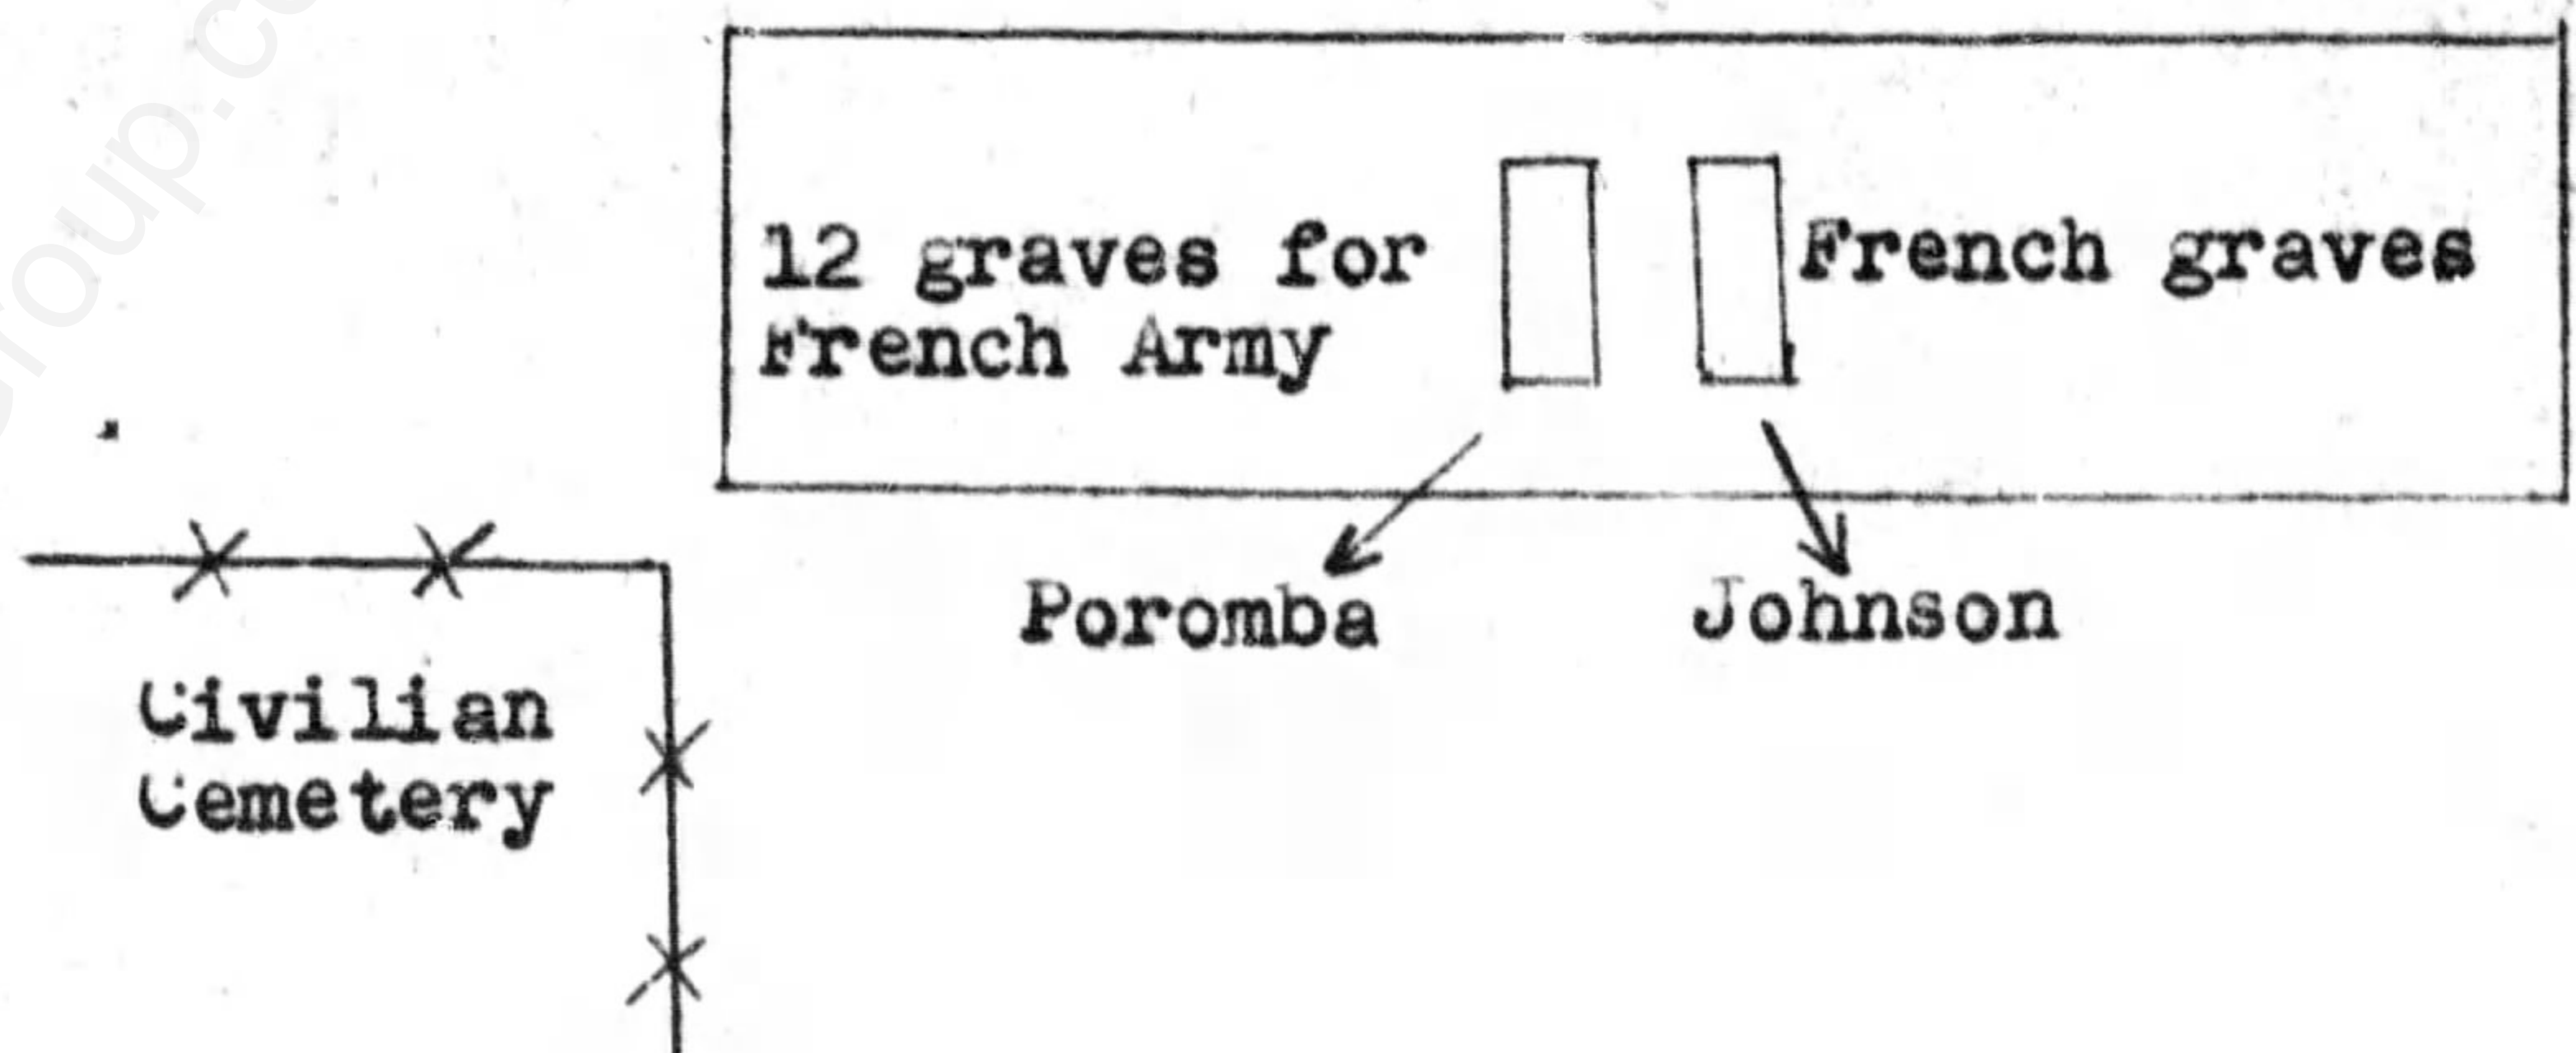 12 graves for
French Army
French graves
Poromba
Johnson
Civilian
Cemetery